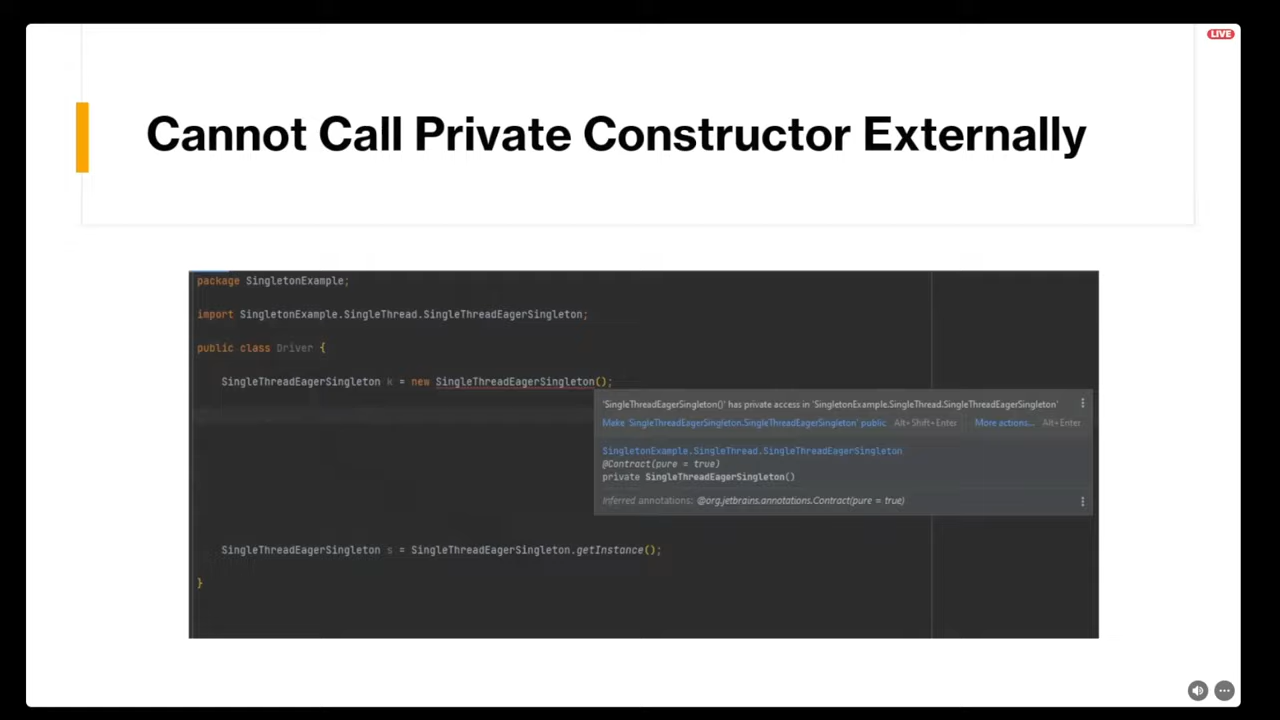 LIVE
Cannot Call Private Constructor Externally
package SingletonExample;
import SingletonExample.SingleThread.SingleThreadEagerSingleton;
public class Driver {
SingleThreadEagerSingleton k = new SingleThreadEagerSingleton();
'SingleThreadEagerSingleton()' has private access in 'SingletonExample.SingleThread.SingleThreadEagerSingleton'
Make 'SingleThreadEagerSingleton.SingleThreadEagerSingleton' public Alt+Shift+Enter More actions... Alt+Enter
SingletonExample.SingleThread.SingleThreadEagerSingleton
@Contract(pure = true)
private SingleThreadEagerSingleton()
Inferred annotations: @org.jetbrains.annotations.Contract(pure = true)
SingleThreadEagerSingleton s = SingleThreadEagerSingleton.getInstance();
}